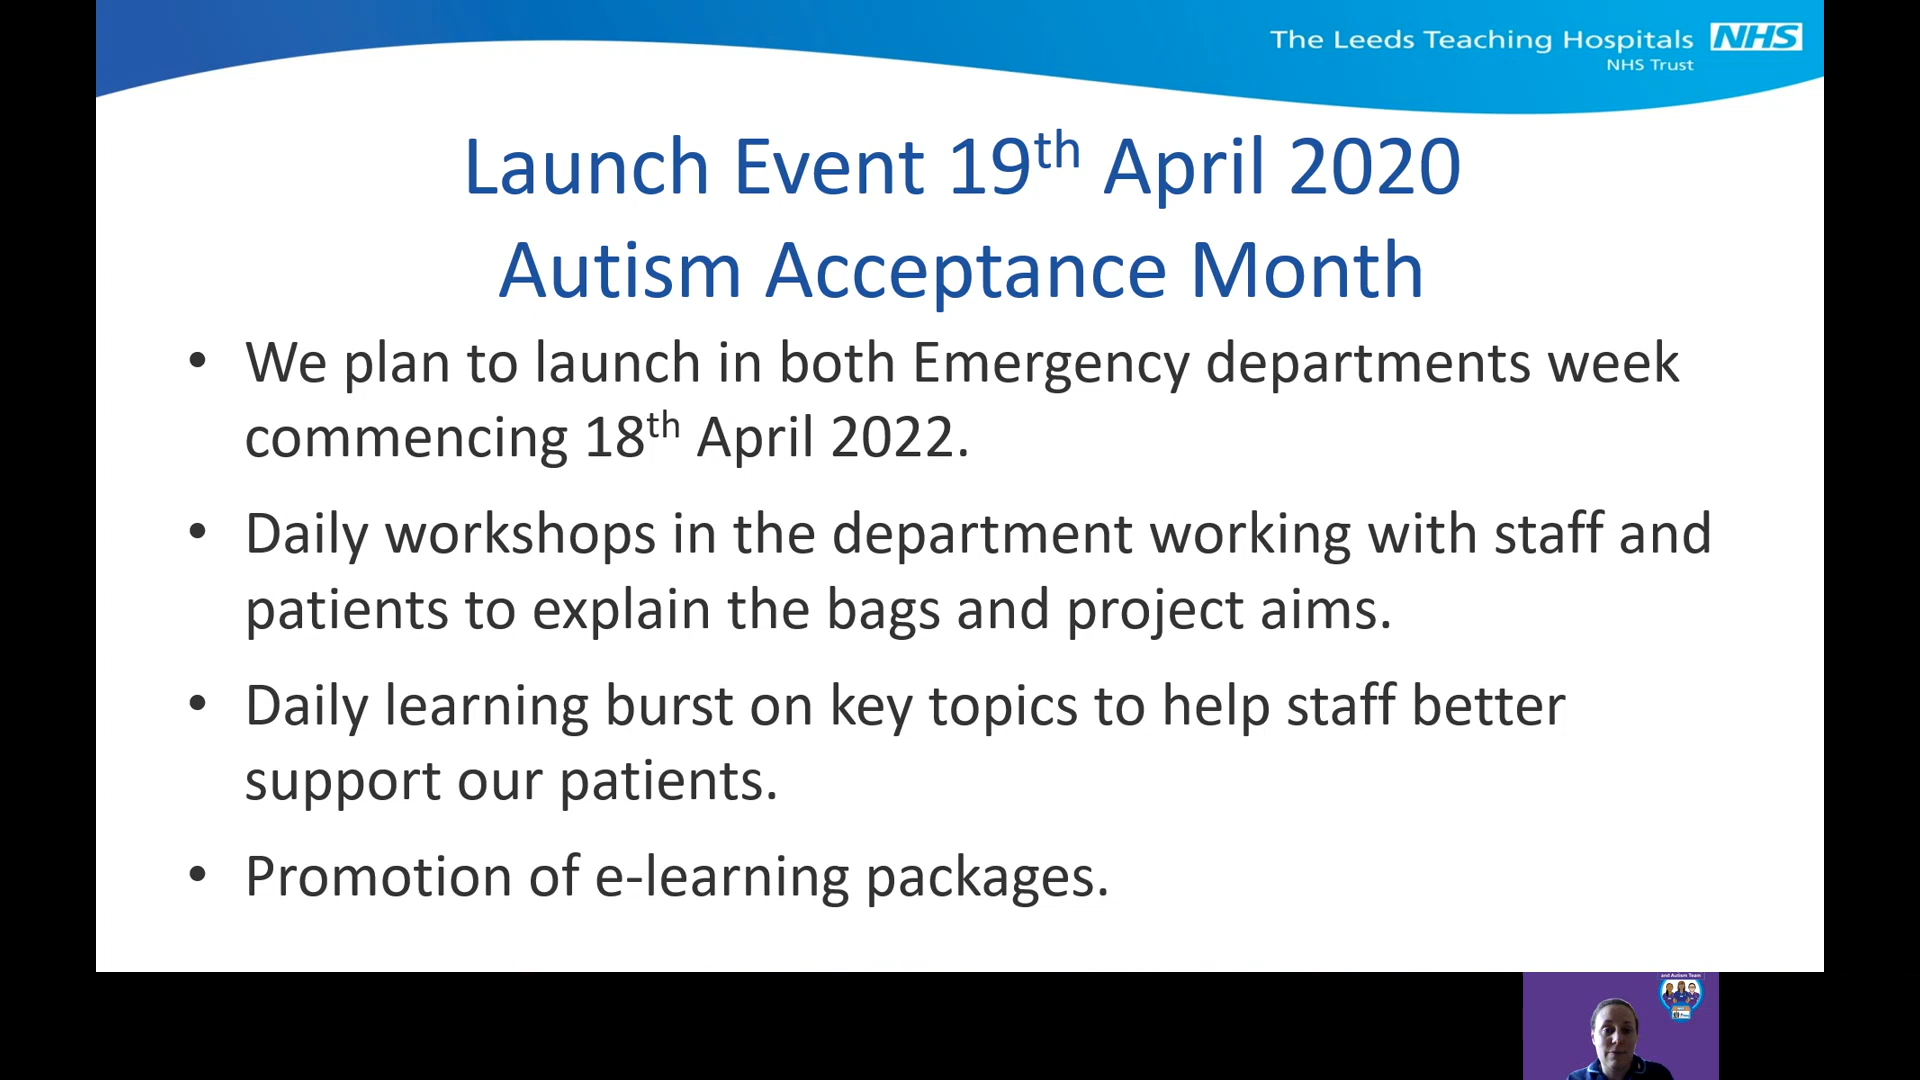 The Leeds Teaching Hospitals NHS
NHS Trust
Launch Event 19th April 2020
Autism Acceptance Month
• We plan to launch in both Emergency departments week
commencing 18th April 2022.
• Daily workshops in the department working with staff and
patients to explain the bags and project aims.
• Daily learning burst on key topics to help staff better
support our patients.
• Promotion of e-learning packages.
and Autism Team